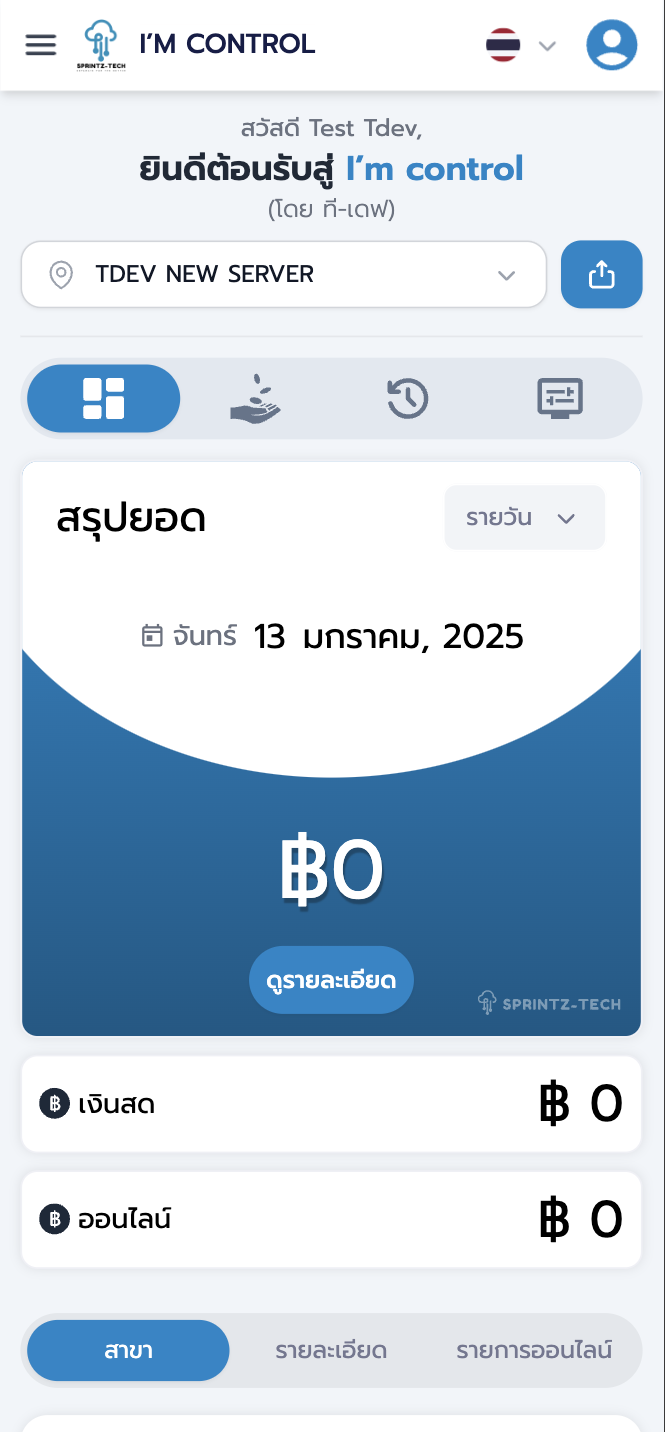 SPRINTZ-TECH
I'M CONTROL
สวัสดี Test Tdev,
ยินดีต้อนรับสู่ I'm control
(โดย ที-เดฟ)
TDEV NEW SERVER
สรุปยอด
รายวัน
จันทร์ 13 มกราคม, 2025
฿0
ดูรายละเอียด
SPRINTZ-TECH
฿ เงินสด
฿ 0
฿ ออนไลน์
฿ 0
สาขา
รายละเอียด
รายการออนไลน์